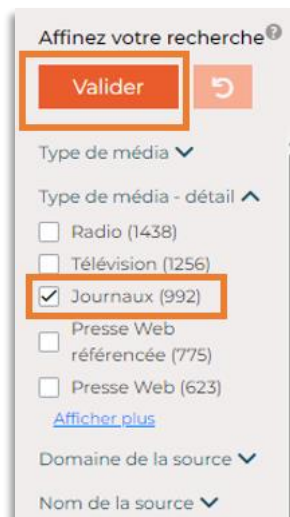 Affinez votre recherche
Valider
Type de média
Type de média - détail
Radio (1438)
Télévision (1256)
Journaux (992)
Presse Web
référencée (775)
Presse Web (623)
Afficher plus
Domaine de la source
Nom de la source